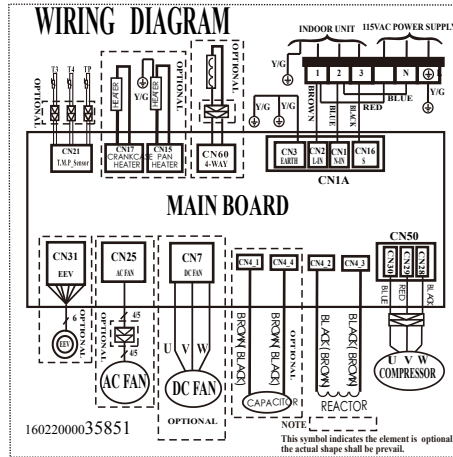 WIRING DIAGRAM
INDOOR UNIT
115VAC POWER SUPPLY
T3 T4 TP
OPTIONAL
HEATER
HEATER
Y/G
OPTIONAL
OPTIONAL
Y/G
1 2 3 N
BROWN
BLUE
BLACK
RED
BLUE
Y/G Y/G
CN21
T.M.P_Sensor
CN17
CRANKCASE
HEATER
CN15
PAN
HEATER
CN60
4-WAY
CN3
EARTH
CN2
L-IN
CN1
N-IN
CN16
S
CN1A
MAIN BOARD
CN31
EEV
CN25
AC FAN
CN7
DC FAN
CN4_1
CN4_4
CN4_2
CN4_3
CN50
CN30
CN29
CN28
BLUE
RED
BLACK
6
EEV
OPTIONAL
4/5
4/5
OPTIONAL
AC FAN
U V W
DC FAN
OPTIONAL
BROWN(BLACK)
BROWN(BLACK)
OPTIONAL
CAPACITOR
BLACK(BROWN)
BLACK(BROWN)
REACTOR
U V W
COMPRESSOR
16022000035851
NOTE
This symbol indicates the element is optional,
the actual shape shall be prevail.